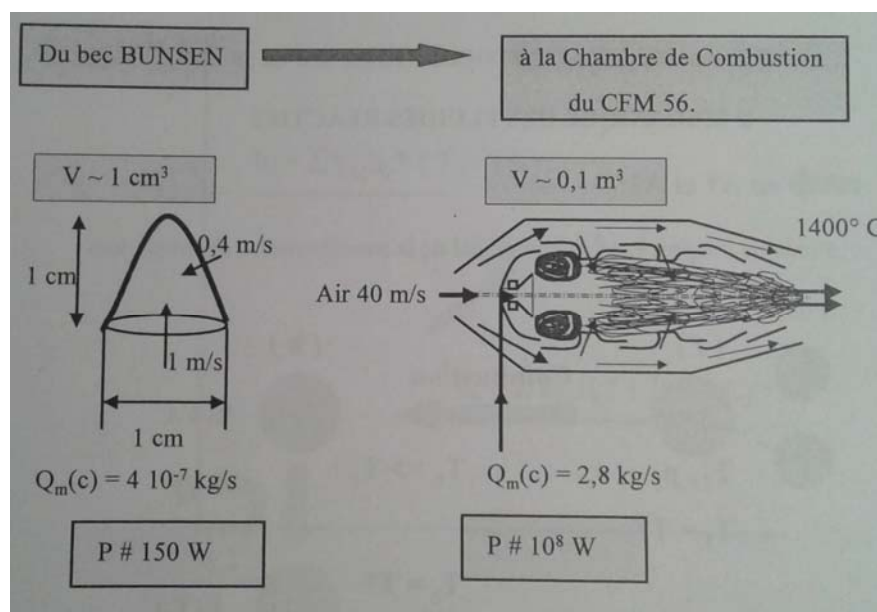 Du bec BUNSEN
à la Chambre de Combustion
du CFM 56.
V ~ 1 cm³
V ~ 0,1 m³
1400° C
0,4 m/s
1 cm
Air 40 m/s
1 m/s
1 cm
Qm(c) = 4 10⁻⁷ kg/s
Qm(c) = 2,8 kg/s
P # 150 W
P # 10⁸ W